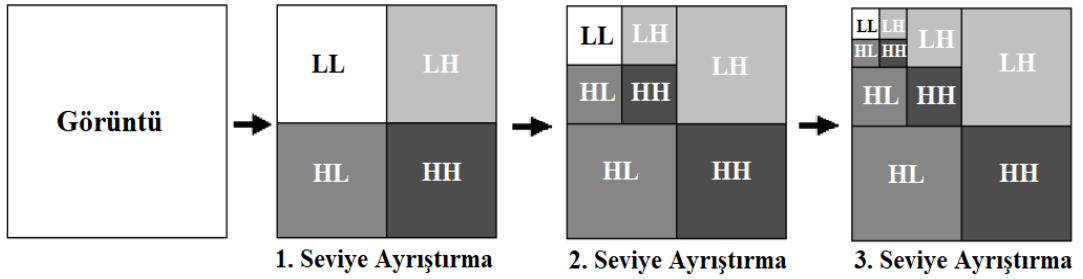 Görüntü
LL LH
HL HH
1. Seviye Ayrıştırma
LL LH
HL HH
LH
HL HH
2. Seviye Ayrıştırma
LL LH
HL HH
LH
HL HH
LH
HL HH
3. Seviye Ayrıştırma